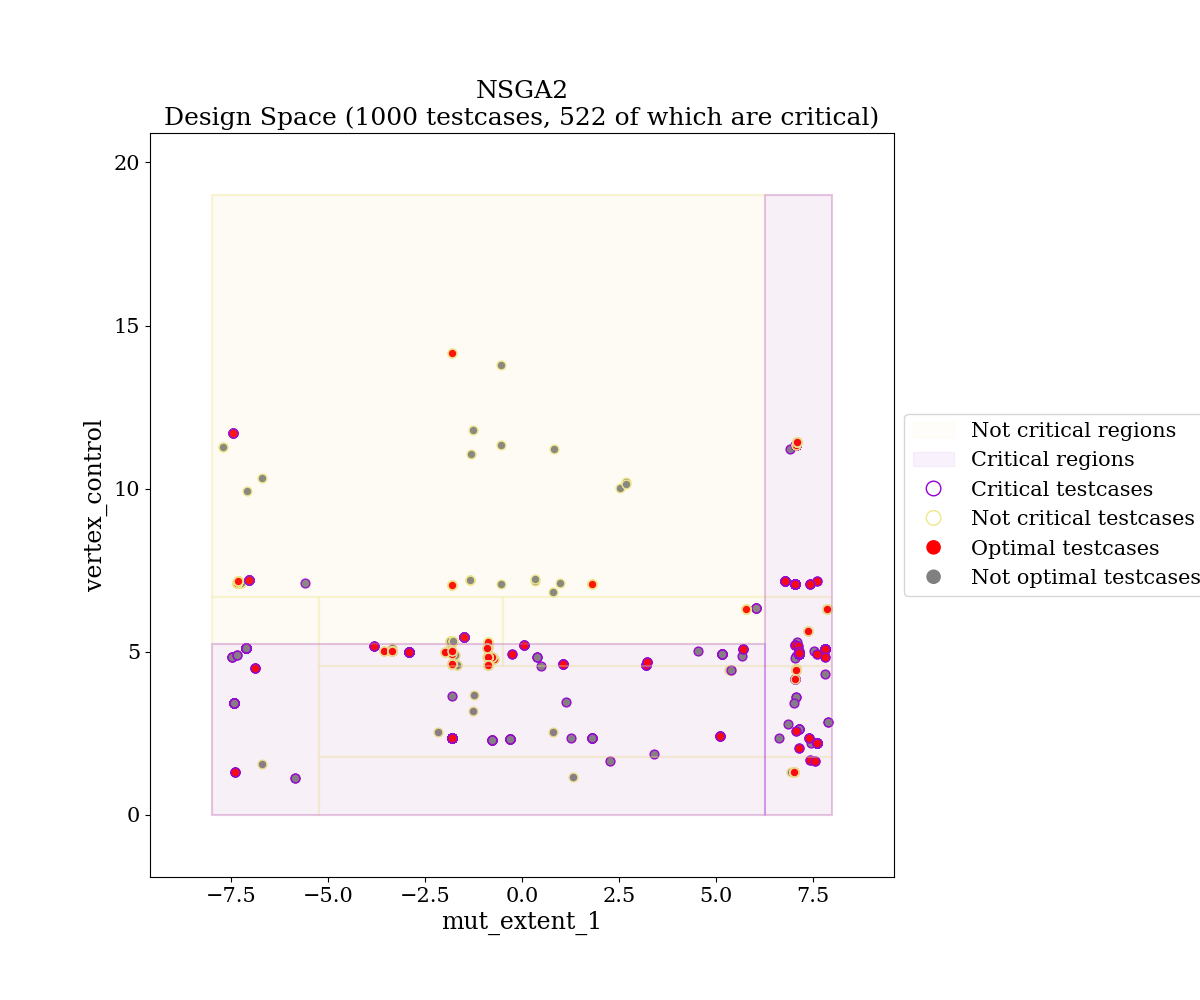 NSGA2
Design Space (1000 testcases, 522 of which are critical)
20
15
10
5
0
vertex_control
−7.5
−5.0
−2.5
0.0
2.5
5.0
7.5
mut_extent_1
Not critical regions
Critical regions
Critical testcases
Not critical testcases
Optimal testcases
Not optimal testcases